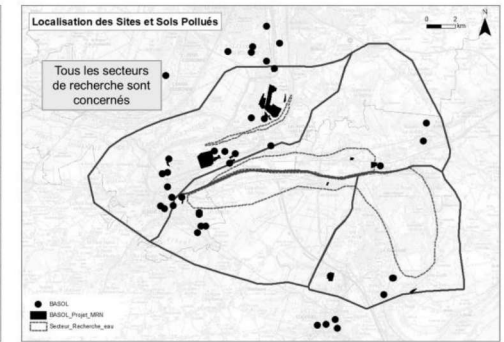 Localisation des Sites et Sols Pollués
N
0 2
km
Tous les secteurs
de recherche sont
concernés
BASOL
BASOL_Projet_MRN
Secteur_Recherche_eau